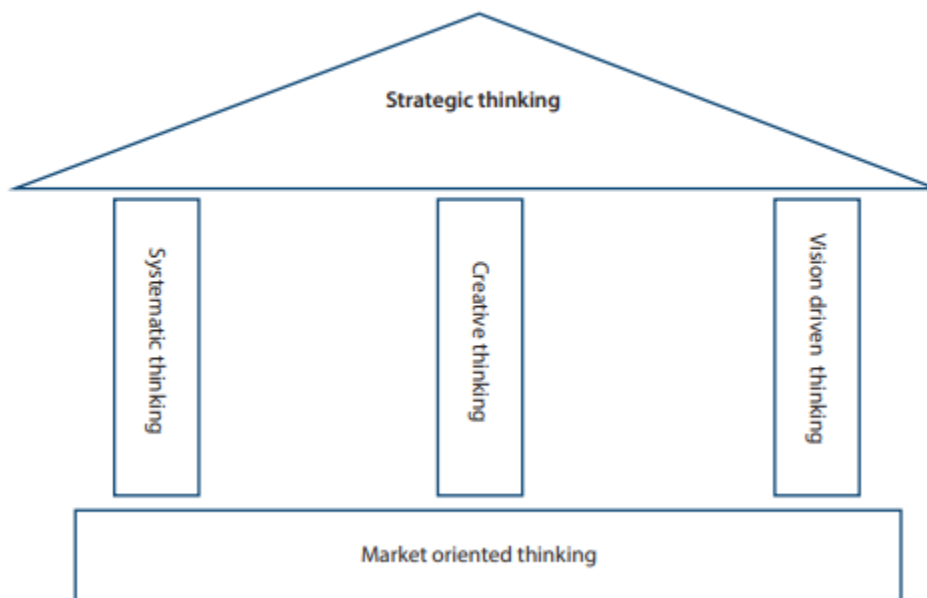 Strategic thinking
Systematic thinking
Creative thinking
Vision driven thinking
Market oriented thinking